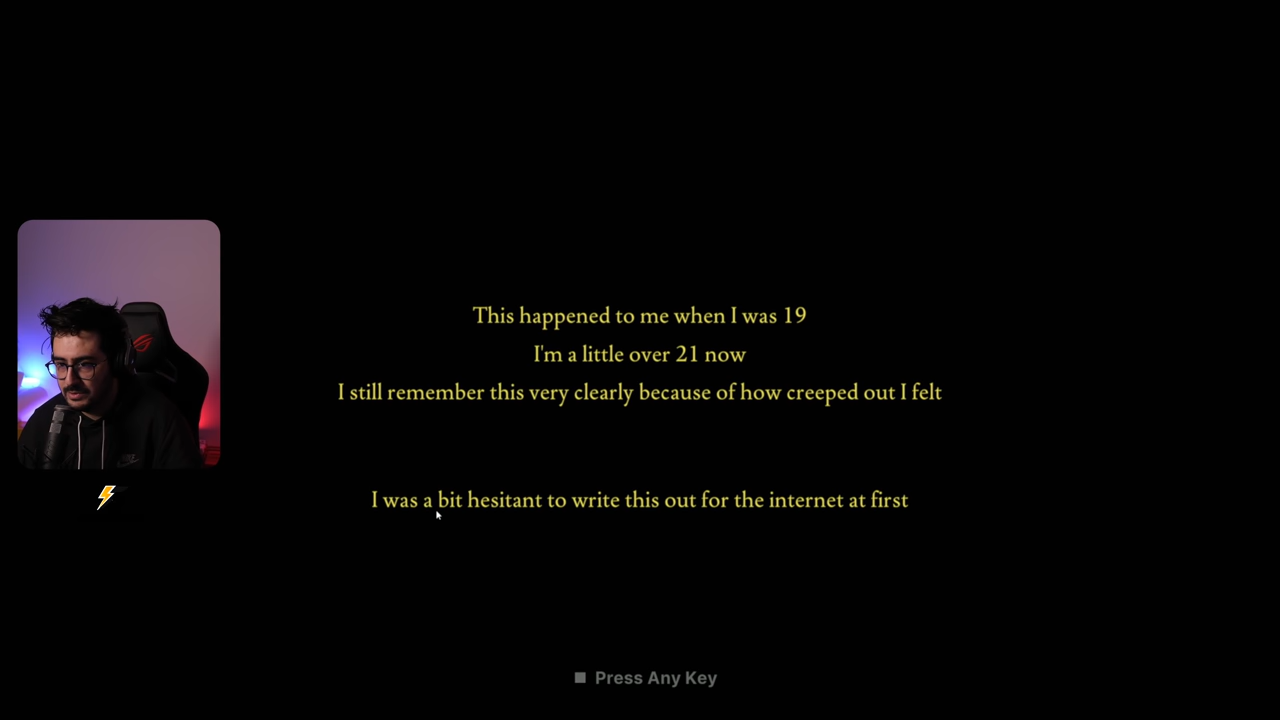 This happened to me when I was 19
I'm a little over 21 now
I still remember this very clearly because of how creeped out I felt
I was a bit hesitant to write this out for the internet at first
Press Any Key